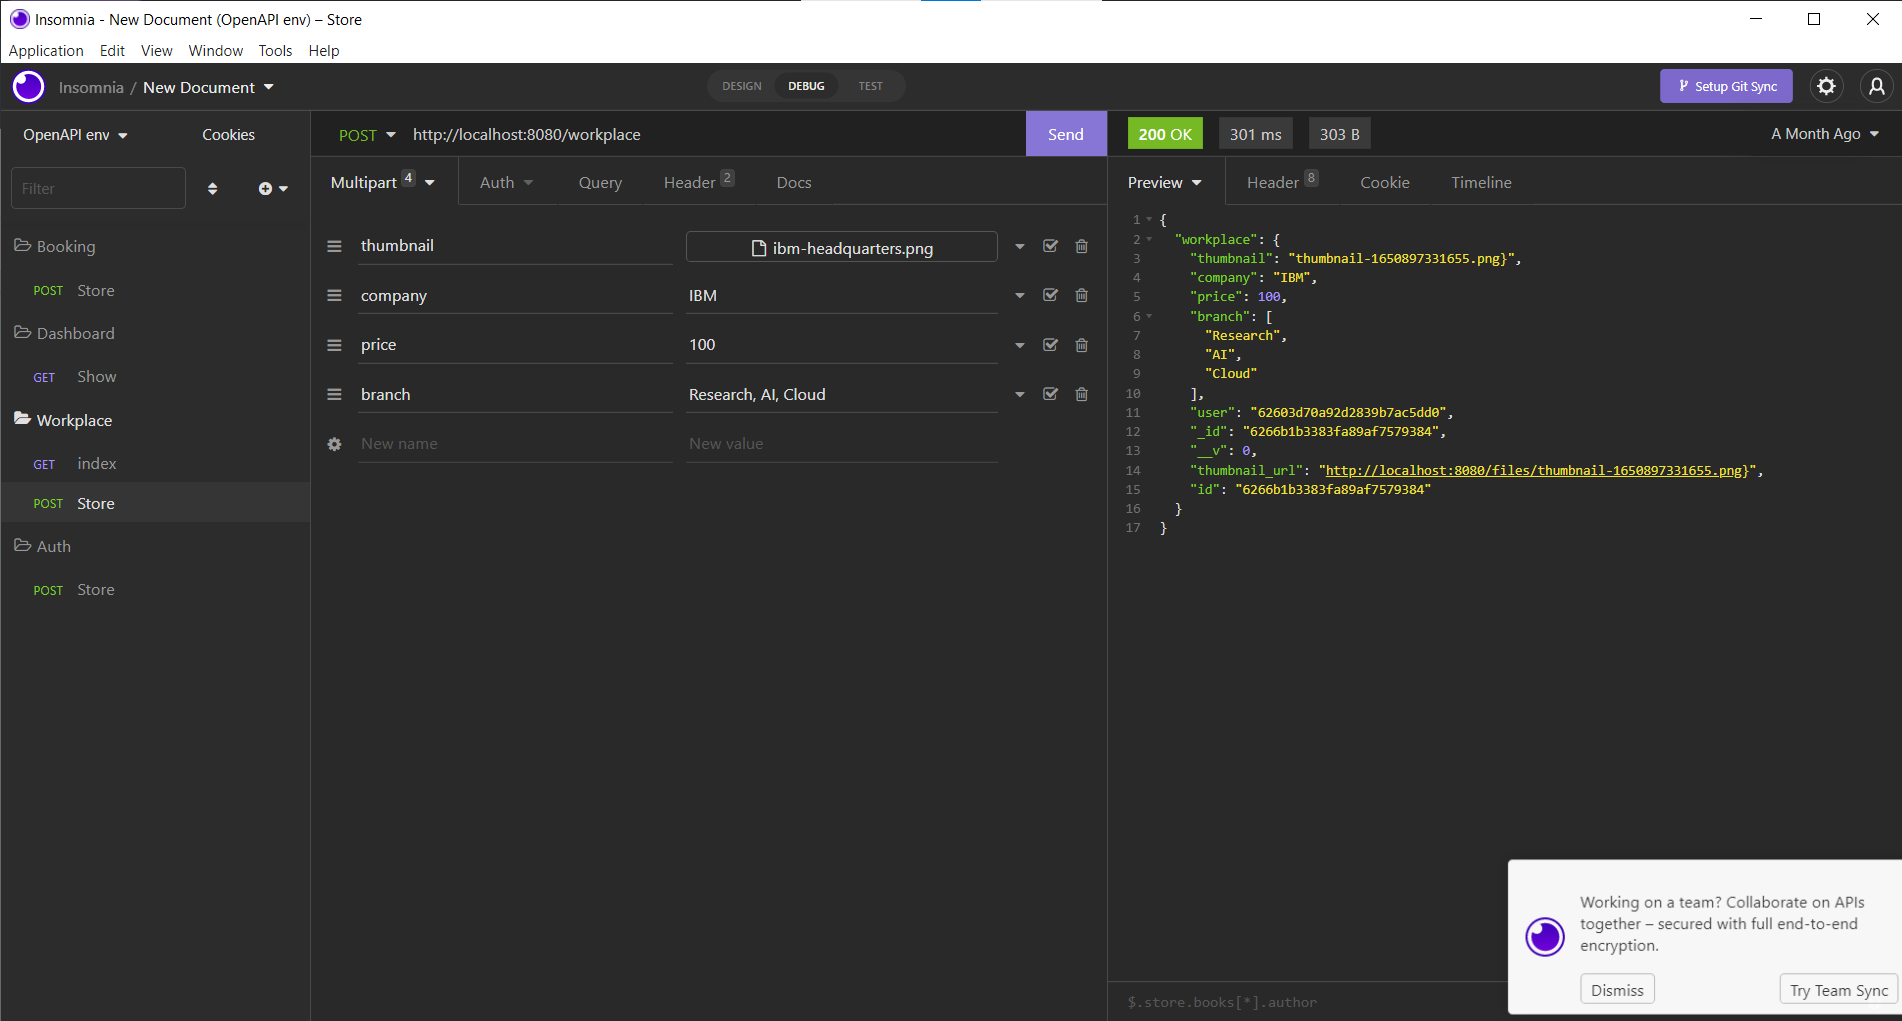 Insomnia - New Document (OpenAPI env) – Store
Application Edit View Window Tools Help
Insomnia / New Document
DESIGN DEBUG TEST
Setup Git Sync
OpenAPI env Cookies
POST http://localhost:8080/workplace Send
200 OK 301 ms 303 B A Month Ago
Filter
Booking
POST Store
Dashboard
GET Show
Workplace
GET index
POST Store
Auth
POST Store
Multipart 4 Auth Query Header 2 Docs
thumbnail ibm-headquarters.png
company IBM
price 100
branch Research, AI, Cloud
New name New value
Preview Header 8 Cookie Timeline
1 {
2 "workplace": {
3 "thumbnail": "thumbnail-1650897331655.png}",
4 "company": "IBM",
5 "price": 100,
6 "branch": [
7 "Research",
8 "AI",
9 "Cloud"
10 ],
11 "user": "62603d70a92d2839b7ac5dd0",
12 "_id": "6266b1b3383fa89af7579384",
13 "__v": 0,
14 "thumbnail_url": "http://localhost:8080/files/thumbnail-1650897331655.png}",
15 "id": "6266b1b3383fa89af7579384"
16 }
17 }
$.store.books[*].author
Working on a team? Collaborate on APIs
together – secured with full end-to-end
encryption.
Dismiss Try Team Sync